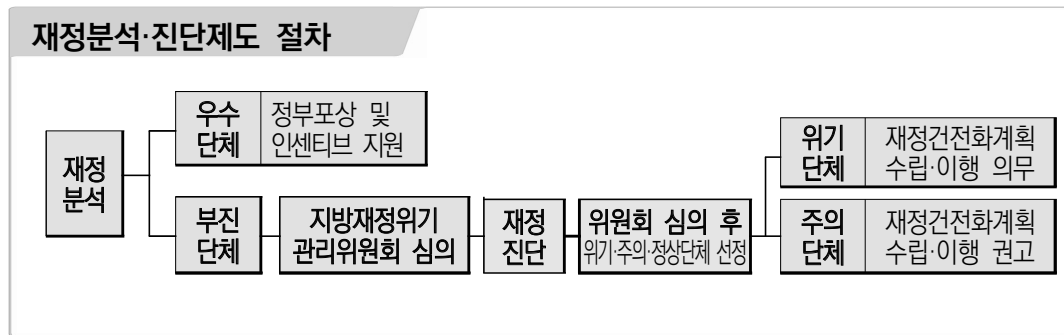 재정분석·진단제도 절차
재정
분석
우수
단체
정부포상 및
인센티브 지원
부진
단체
지방재정위기
관리위원회 심의
재정
진단
위원회 심의 후
위기·주의·정상단체 선정
위기
단체
재정건전화계획
수립·이행 의무
주의
단체
재정건전화계획
수립·이행 권고